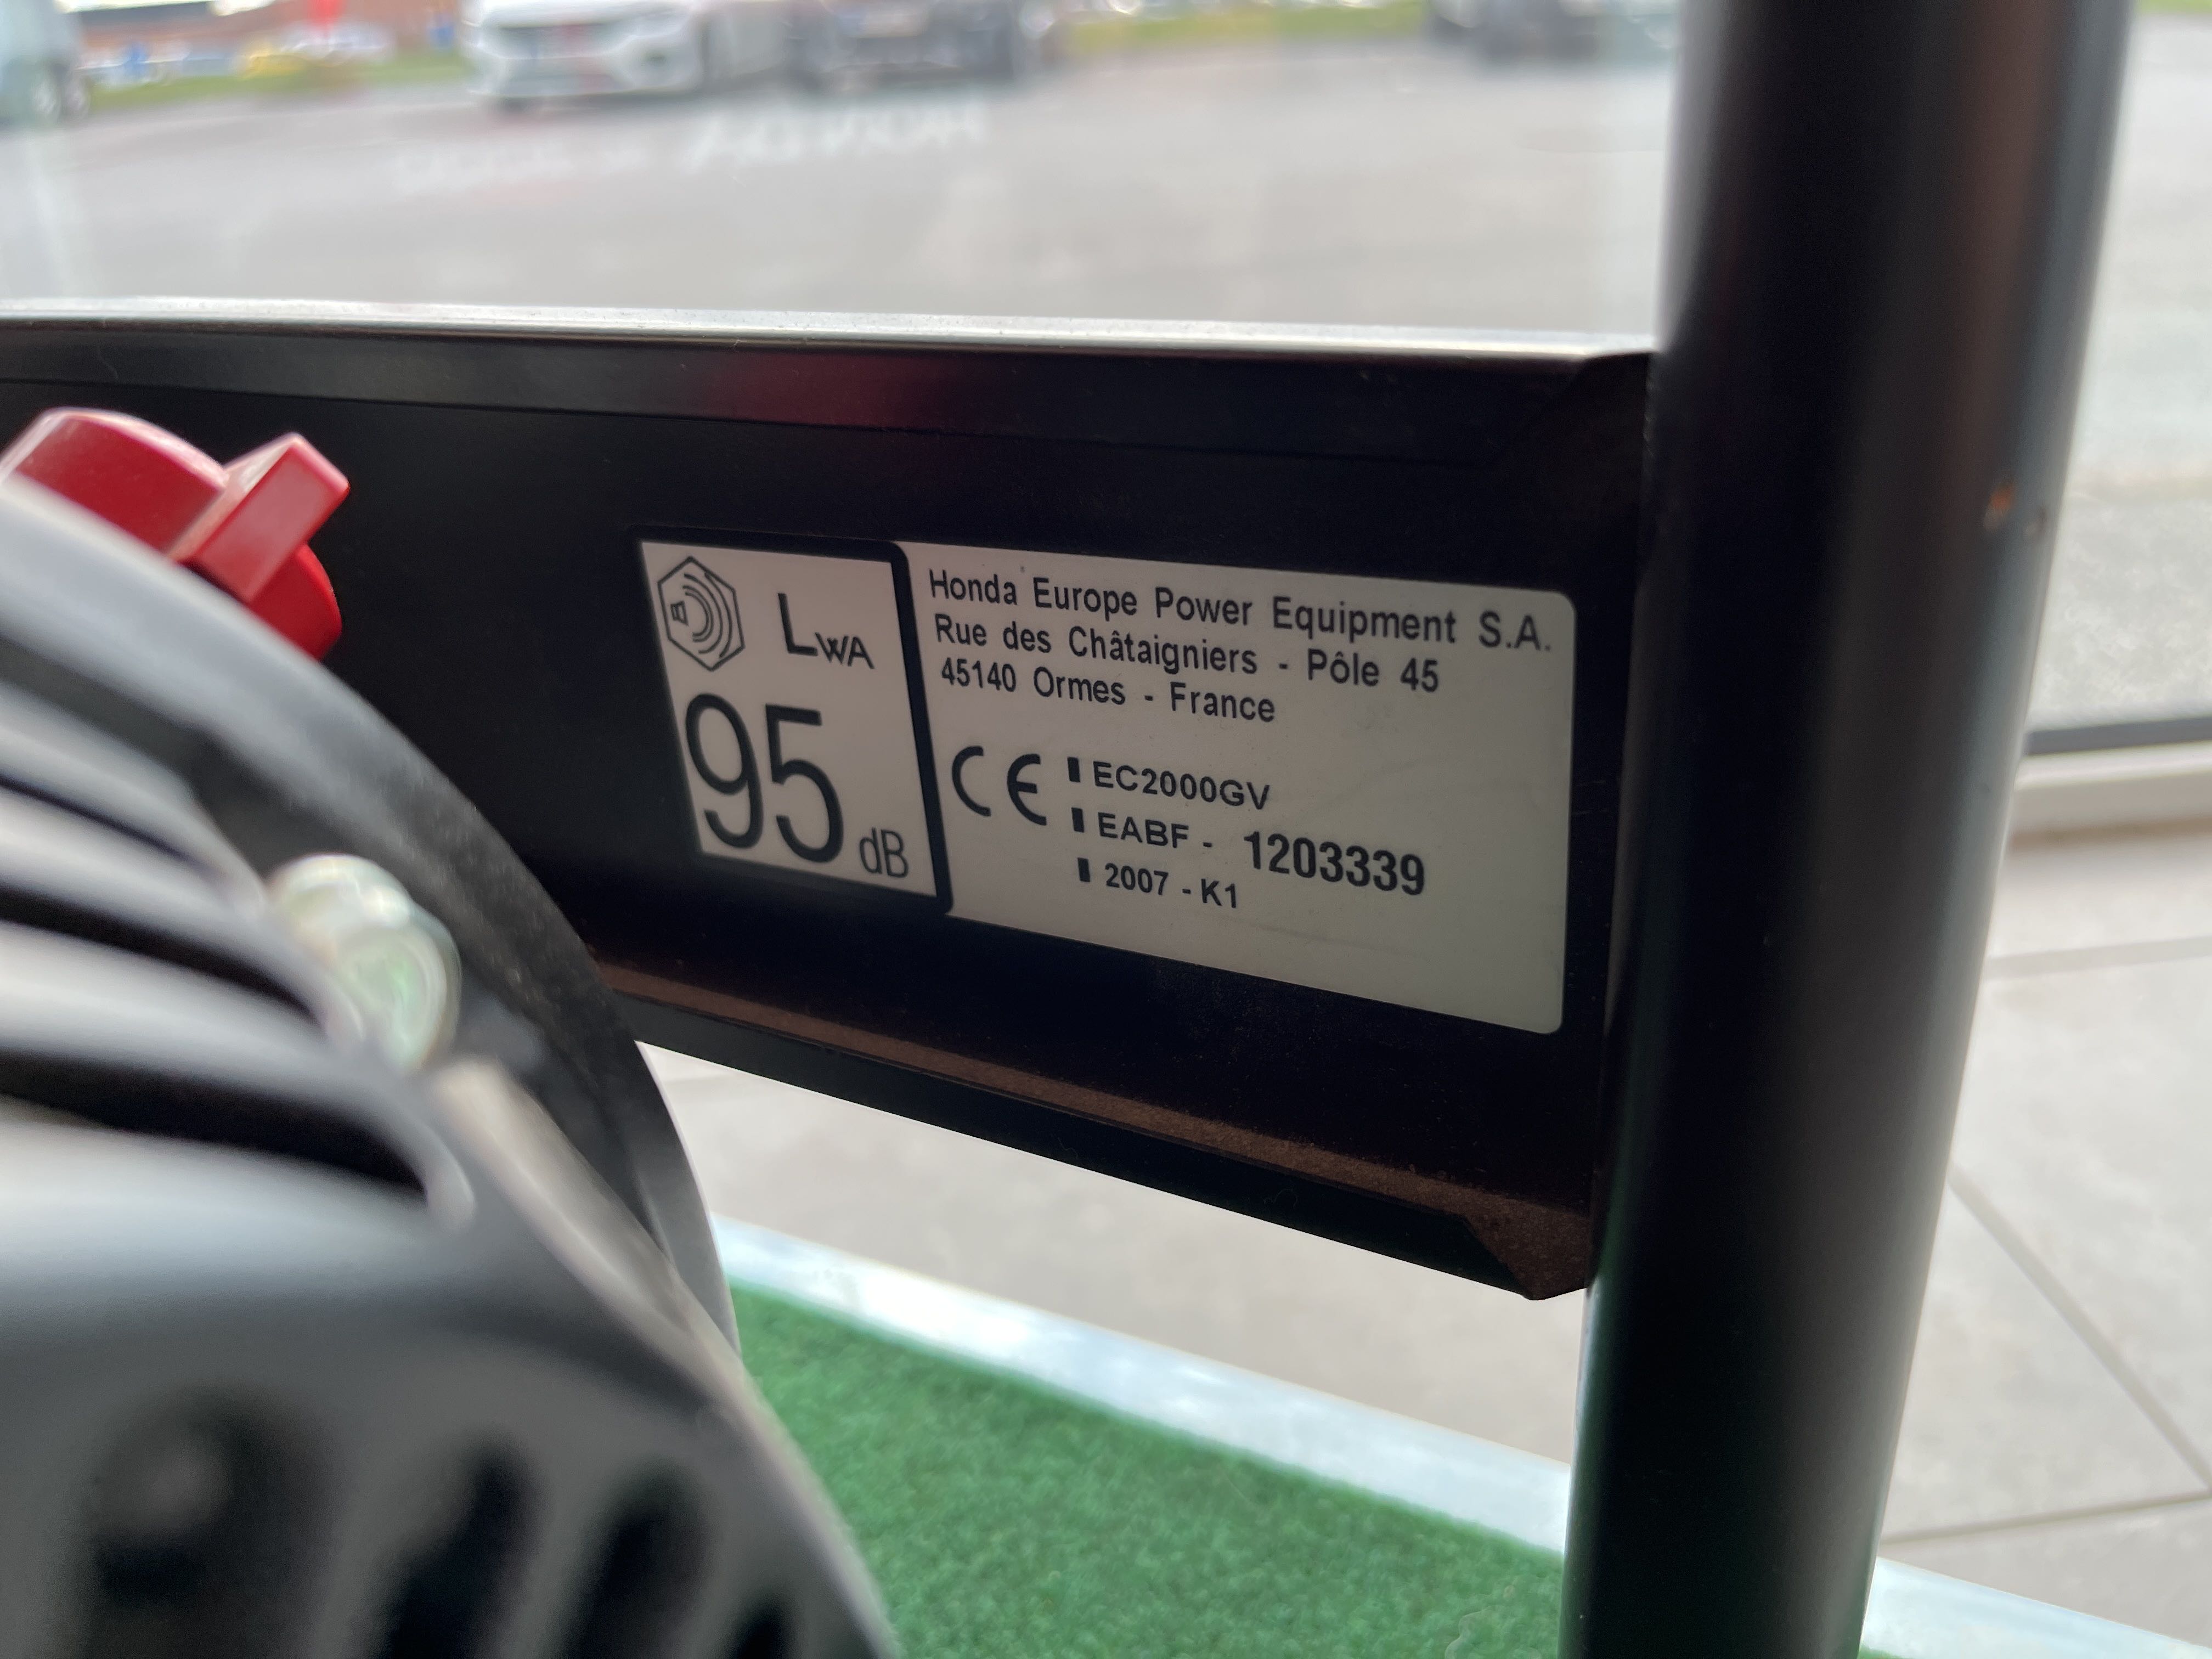 LWA
95 dB
Honda Europe Power Equipment S.A.
Rue des Châtaigniers - Pôle 45
45140 Ormes - France
CE
EC2000GV
EABF - 1203339
2007 - K1